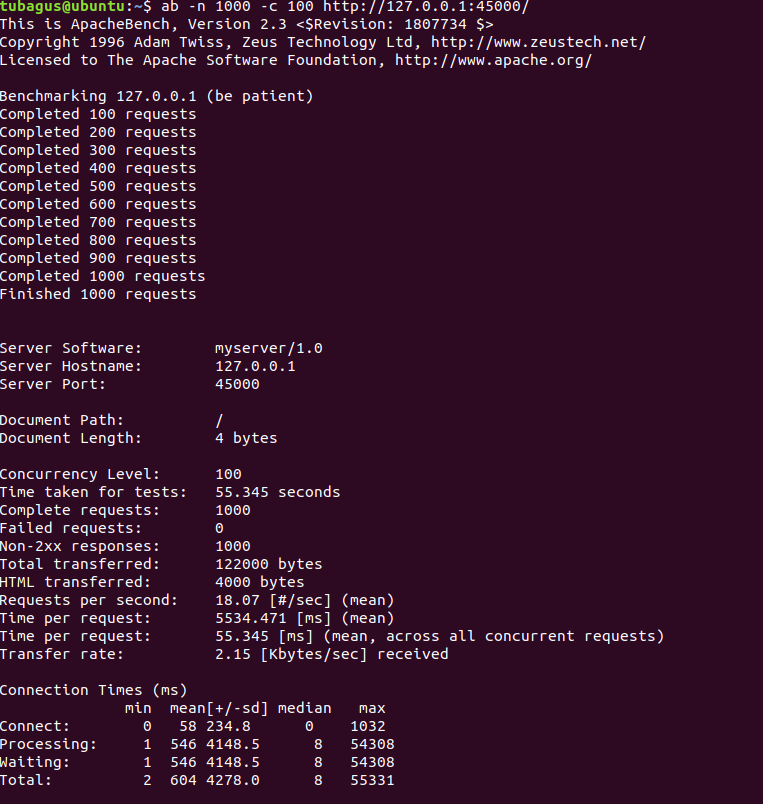 tubagus@ubuntu:~$ ab -n 1000 -c 100 http://127.0.0.1:45000/
This is ApacheBench, Version 2.3 <$Revision: 1807734 $>
Copyright 1996 Adam Twiss, Zeus Technology Ltd, http://www.zeustech.net/
Licensed to The Apache Software Foundation, http://www.apache.org/

Benchmarking 127.0.0.1 (be patient)
Completed 100 requests
Completed 200 requests
Completed 300 requests
Completed 400 requests
Completed 500 requests
Completed 600 requests
Completed 700 requests
Completed 800 requests
Completed 900 requests
Completed 1000 requests
Finished 1000 requests


Server Software:        myserver/1.0
Server Hostname:        127.0.0.1
Server Port:            45000

Document Path:          /
Document Length:        4 bytes

Concurrency Level:      100
Time taken for tests:   55.345 seconds
Complete requests:      1000
Failed requests:        0
Non-2xx responses:      1000
Total transferred:      122000 bytes
HTML transferred:       4000 bytes
Requests per second:    18.07 [#/sec] (mean)
Time per request:       5534.471 [ms] (mean)
Time per request:       55.345 [ms] (mean, across all concurrent requests)
Transfer rate:          2.15 [Kbytes/sec] received

Connection Times (ms)
              min  mean[+/-sd] median   max
Connect:        0   58 234.8      0    1032
Processing:     1  546 4148.5      8   54308
Waiting:        1  546 4148.5      8   54308
Total:          2  604 4278.0      8   55331